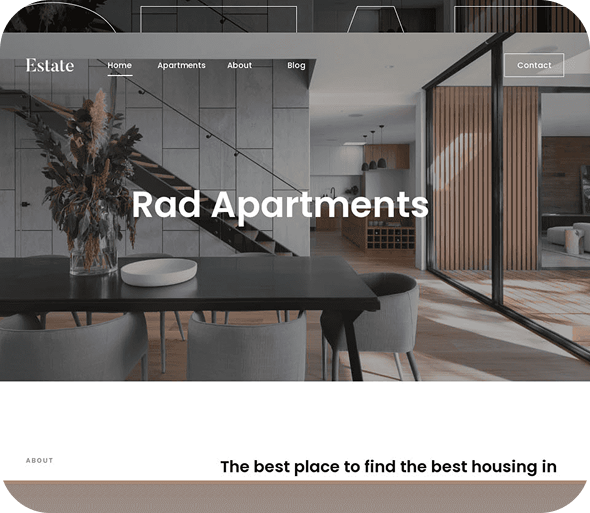 Estate
Home
Apartments
About
Blog
Contact
Rad Apartments
ABOUT
The best place to find the best housing in